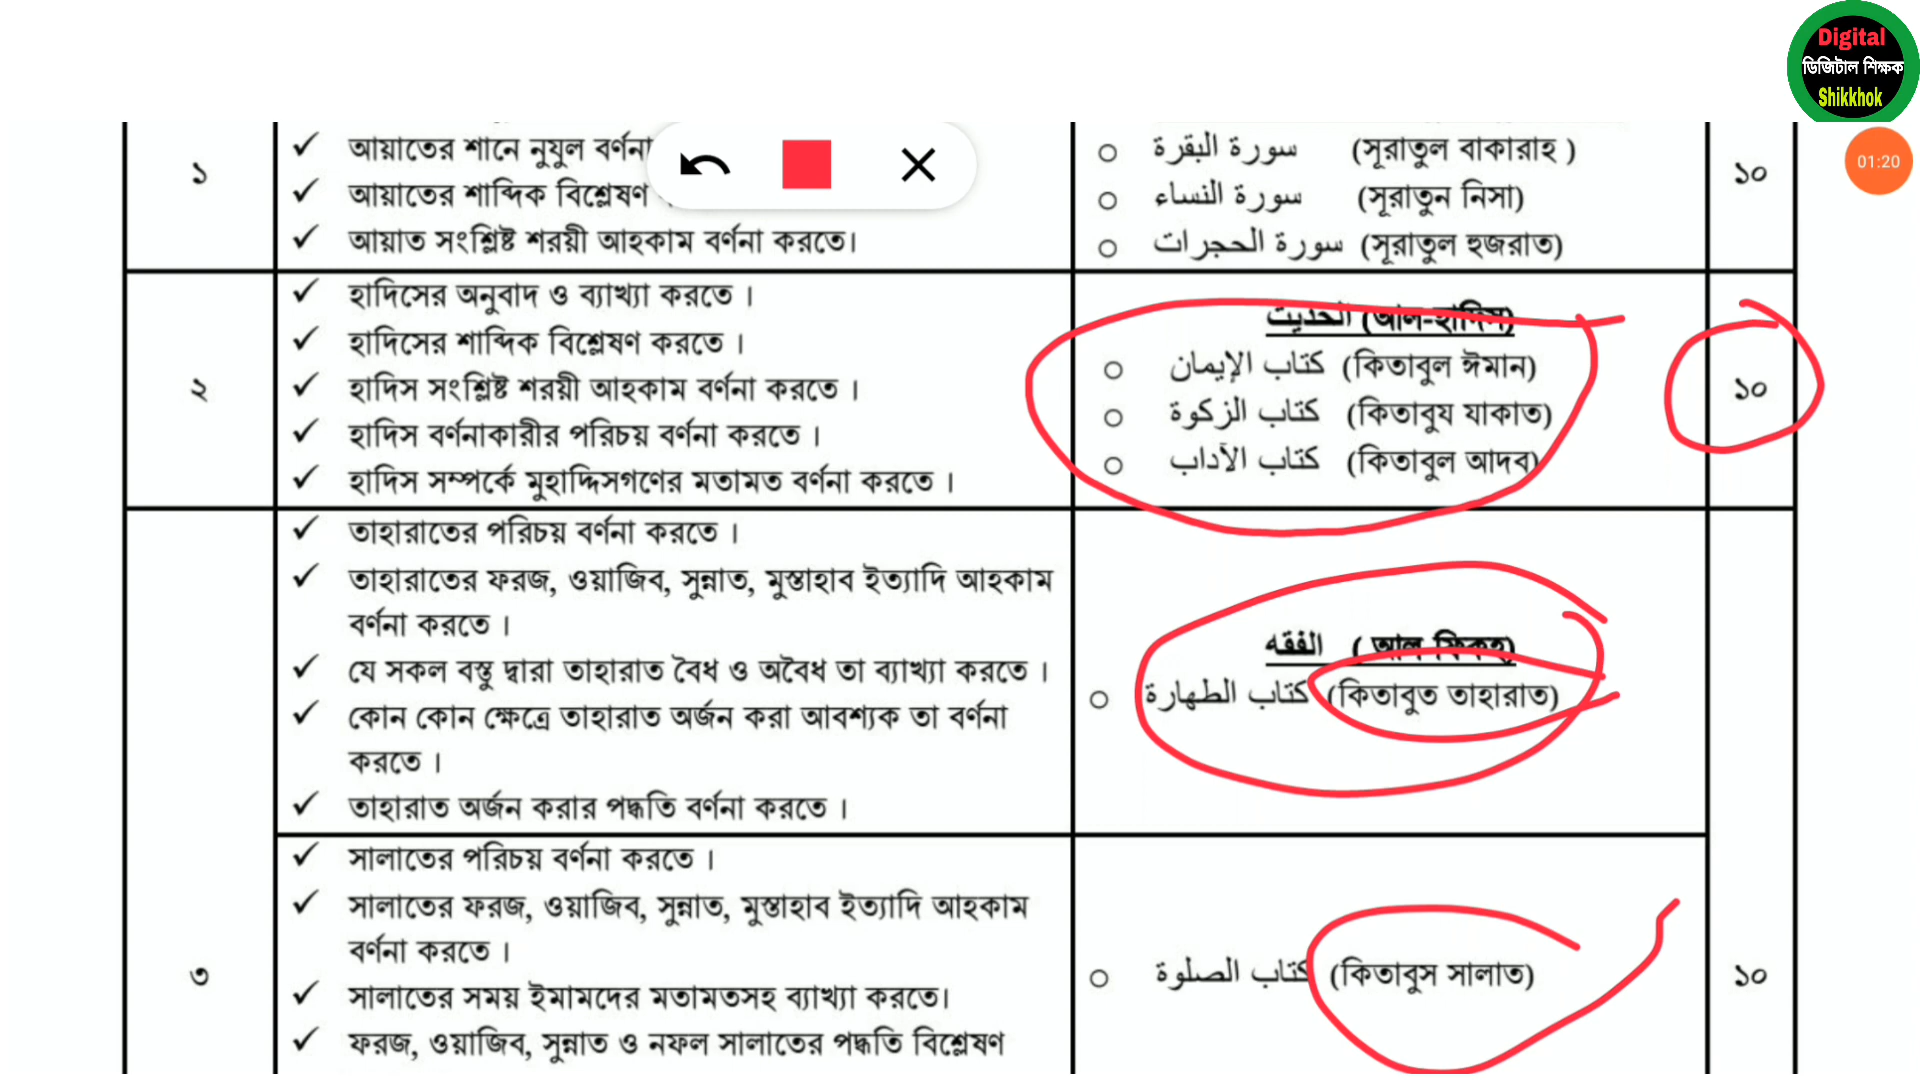 Digital
ডিজিটাল শিক্ষক
Shikkhok
01:20
১
✓ আয়াতের শানে নুযুল বর্ণনা
✓ আয়াতের শাব্দিক বিশ্লেষণ
✓ আয়াত সংশ্লিষ্ট শরয়ী আহকাম বর্ণনা করতে।
○ سورة البقرة (সূরাতুল বাকারাহ )
○ سورة النساء (সূরাতুন নিসা)
○ سورة الحجرات (সূরাতুল হুজরাত)
১০
২
✓ হাদিসের অনুবাদ ও ব্যাখ্যা করতে ।
✓ হাদিসের শাব্দিক বিশ্লেষণ করতে ।
✓ হাদিস সংশ্লিষ্ট শরয়ী আহকাম বর্ণনা করতে ।
✓ হাদিস বর্ণনাকারীর পরিচয় বর্ণনা করতে ।
✓ হাদিস সম্পর্কে মুহাদ্দিসগণের মতামত বর্ণনা করতে ।
الحديث (আল-হাদিস)
○ كتاب الإيمان (কিতাবুল ঈমান)
○ كتاب الزكوة (কিতাবুয যাকাত)
○ كتاب الآداب (কিতাবুল আদব)
১০
৩
✓ তাহারাতের পরিচয় বর্ণনা করতে ।
✓ তাহারাতের ফরজ, ওয়াজিব, সুন্নাত, মুস্তাহাব ইত্যাদি আহকাম
বর্ণনা করতে ।
✓ যে সকল বস্তু দ্বারা তাহারাত বৈধ ও অবৈধ তা ব্যাখ্যা করতে ।
✓ কোন কোন ক্ষেত্রে তাহারাত অর্জন করা আবশ্যক তা বর্ণনা
করতে ।
✓ তাহারাত অর্জন করার পদ্ধতি বর্ণনা করতে ।
الفقه ( আল ফিকহ)
○ كتاب الطهارة (কিতাবুত তাহারাত)
✓ সালাতের পরিচয় বর্ণনা করতে ।
✓ সালাতের ফরজ, ওয়াজিব, সুন্নাত, মুস্তাহাব ইত্যাদি আহকাম
বর্ণনা করতে ।
✓ সালাতের সময় ইমামদের মতামতসহ ব্যাখ্যা করতে।
✓ ফরজ, ওয়াজিব, সুন্নাত ও নফল সালাতের পদ্ধতি বিশ্লেষণ
○ كتاب الصلوة (কিতাবুস সালাত)
১০